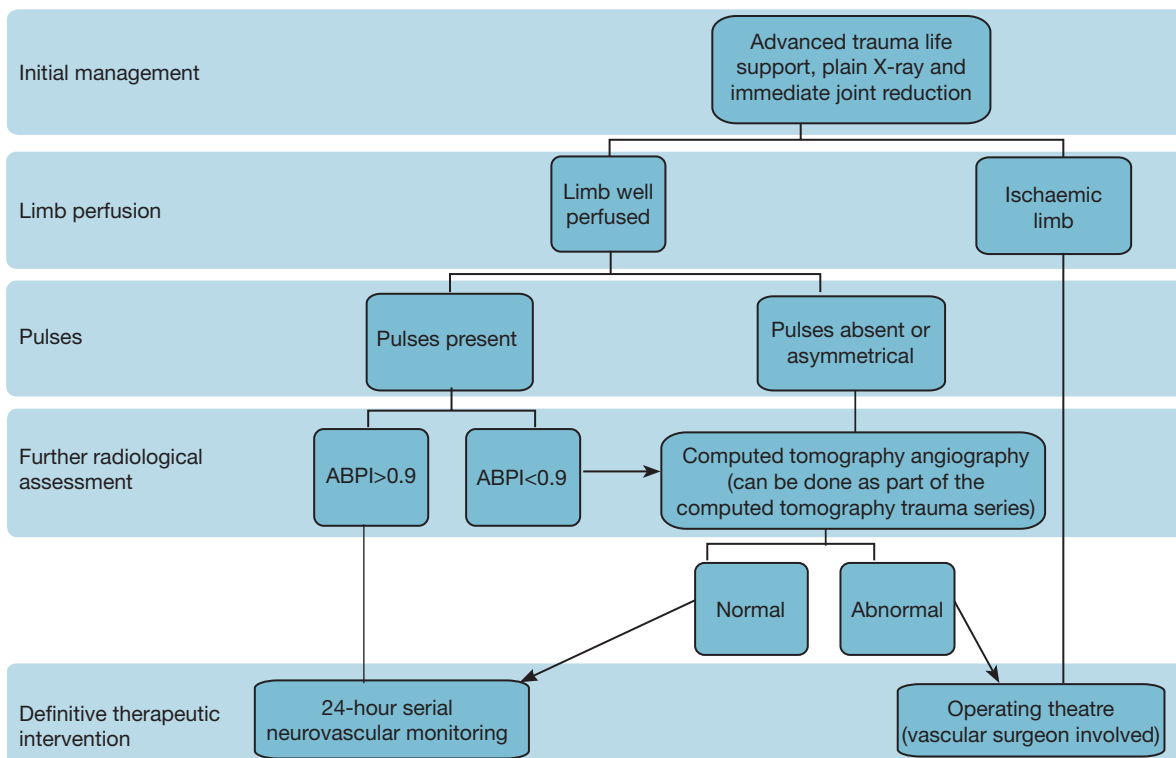 Initial management
Advanced trauma life
support, plain X-ray and
immediate joint reduction
Limb perfusion
Limb well
perfused
Ischaemic
limb
Pulses
Pulses present
Pulses absent or
asymmetrical
Further radiological
assessment
ABPI>0.9
ABPI<0.9
Computed tomography angiography
(can be done as part of the
computed tomography trauma series)
Normal
Abnormal
Definitive therapeutic
intervention
24-hour serial
neurovascular monitoring
Operating theatre
(vascular surgeon involved)